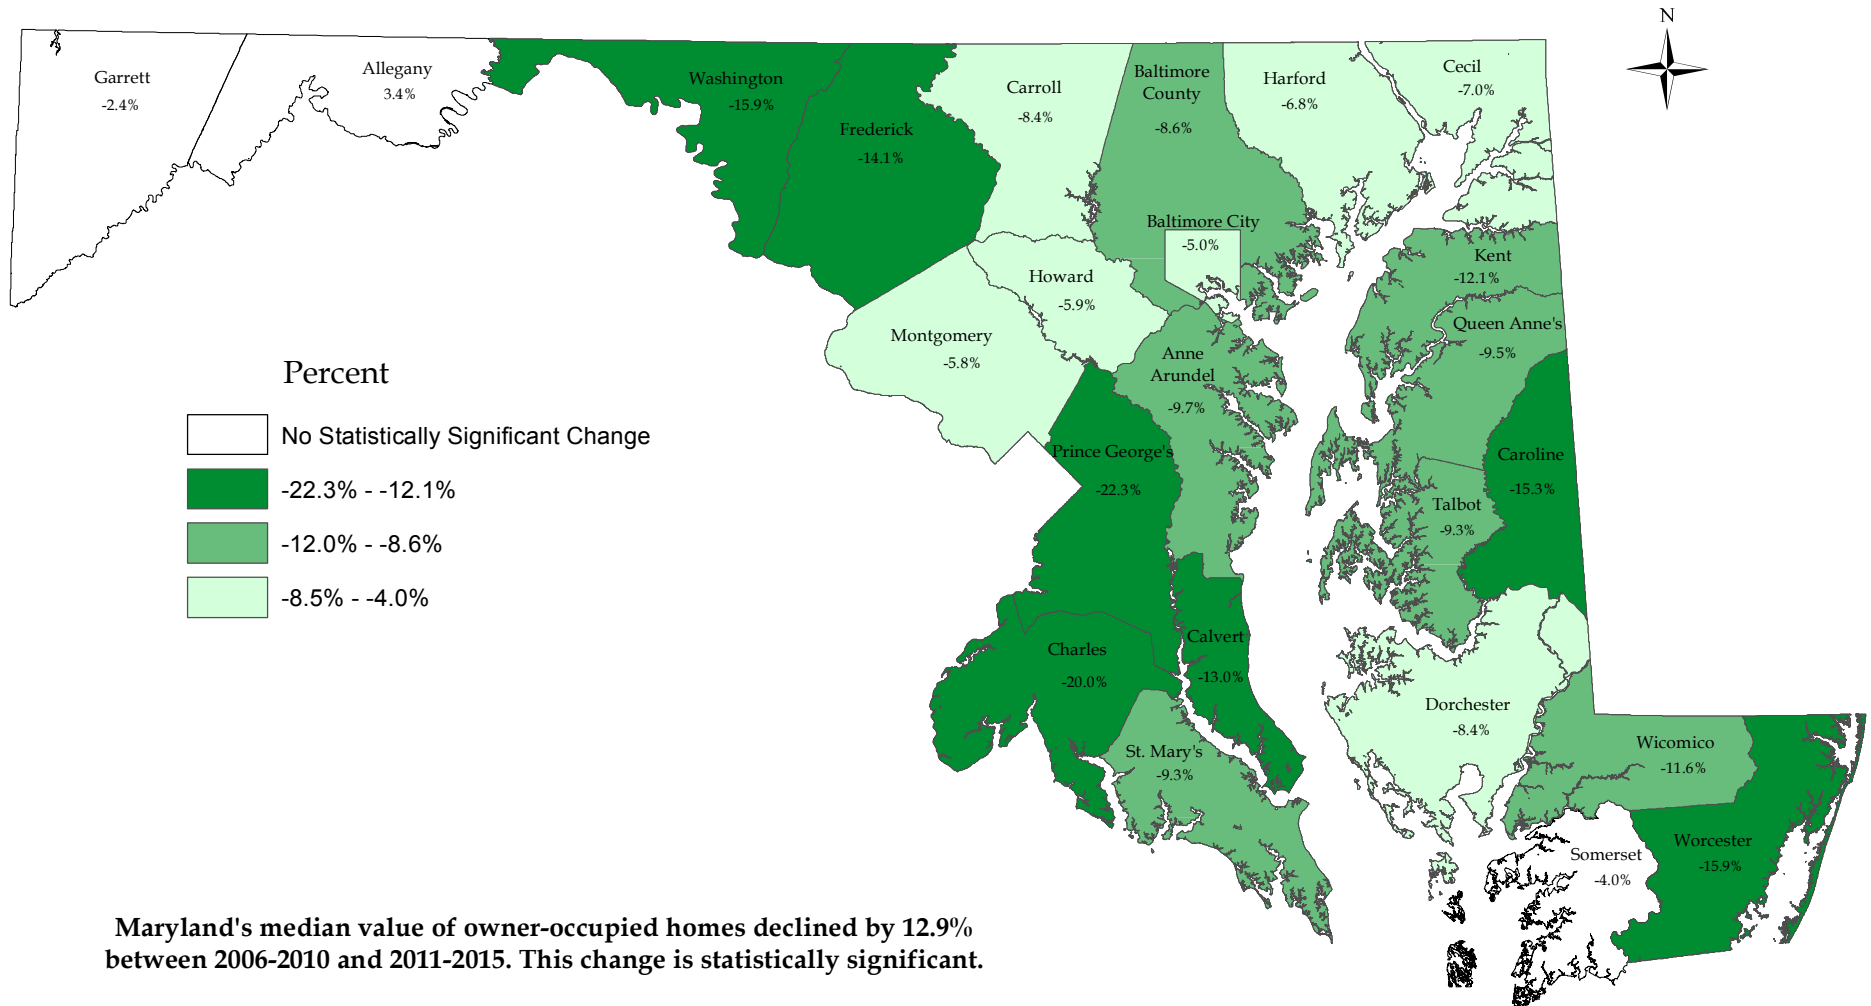 N
Garrett
-2.4%
Allegany
3.4%
Washington
-15.9%
Frederick
-14.1%
Carroll
-8.4%
Baltimore
County
-8.6%
Harford
-6.8%
Cecil
-7.0%
Baltimore City
-5.0%
Kent
-12.1%
Howard
-5.9%
Queen Anne's
-9.5%
Montgomery
-5.8%
Anne
Arundel
-9.7%
Prince George's
-22.3%
Caroline
-15.3%
Talbot
-9.3%
Calvert
-13.0%
Charles
-20.0%
Dorchester
-8.4%
St. Mary's
-9.3%
Wicomico
-11.6%
Worcester
-15.9%
Somerset
-4.0%
Percent
No Statistically Significant Change
-22.3% - -12.1%
-12.0% - -8.6%
-8.5% - -4.0%
Maryland's median value of owner-occupied homes declined by 12.9%
between 2006-2010 and 2011-2015. This change is statistically significant.